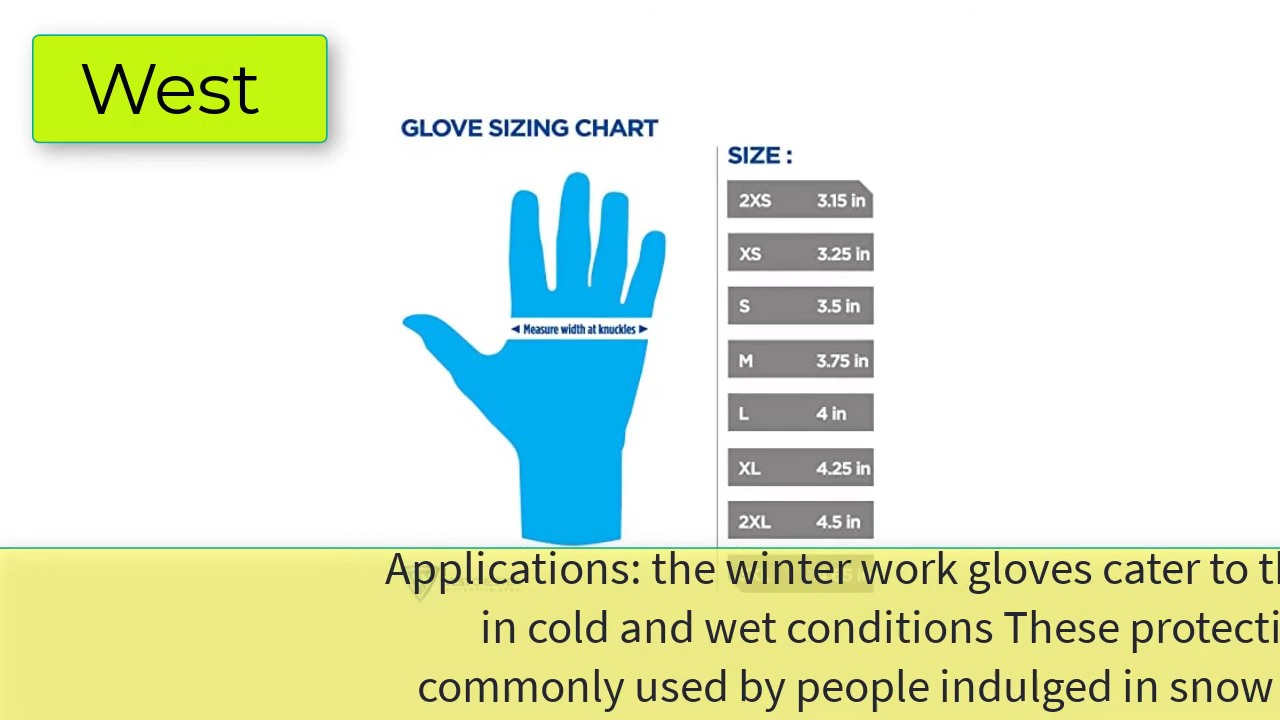 West
GLOVE SIZING CHART
SIZE :
2XS 3.15 in
XS 3.25 in
S 3.5 in
M 3.75 in
L 4 in
XL 4.25 in
2XL 4.5 in
Measure width at knuckles
Applications: the winter work gloves cater to th
in cold and wet conditions These protecti
commonly used by people indulged in snow